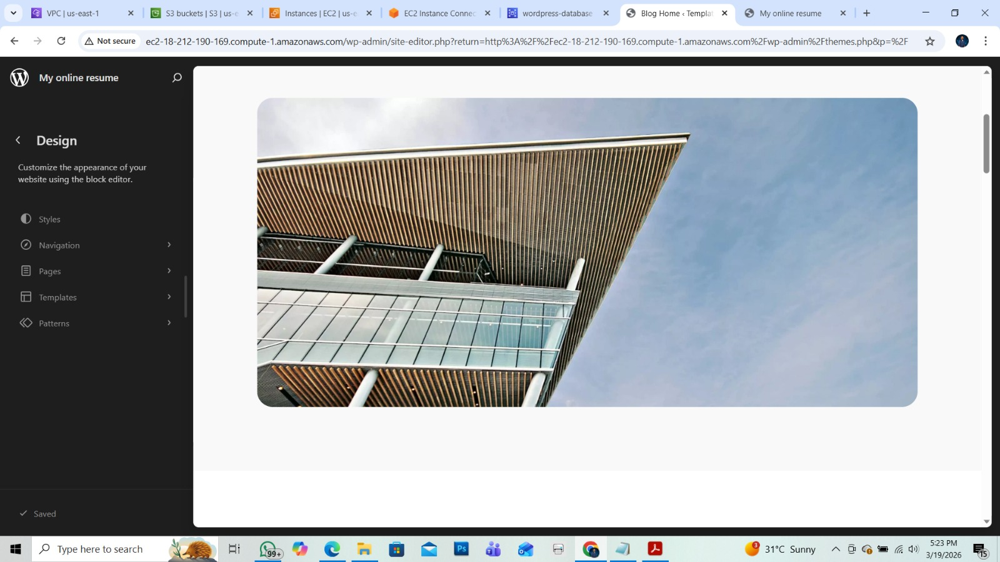 VPC | us-east-1
S3 buckets | S3 | us-e
Instances | EC2 | us-e
EC2 Instance Connec
wordpress-database
Blog Home ‹ Templat
My online resume
Not secure
ec2-18-212-190-169.compute-1.amazonaws.com/wp-admin/site-editor.php?return=http%3A%2F%2Fec2-18-212-190-169.compute-1.amazonaws.com%2Fwp-admin%2Fthemes.php&p=%2F
My online resume
Design
Customize the appearance of your
website using the block editor.
Styles
Navigation
Pages
Templates
Patterns
Saved
Type here to search
99+
Ps
3
31°C Sunny
5:23 PM
3/19/2026
15